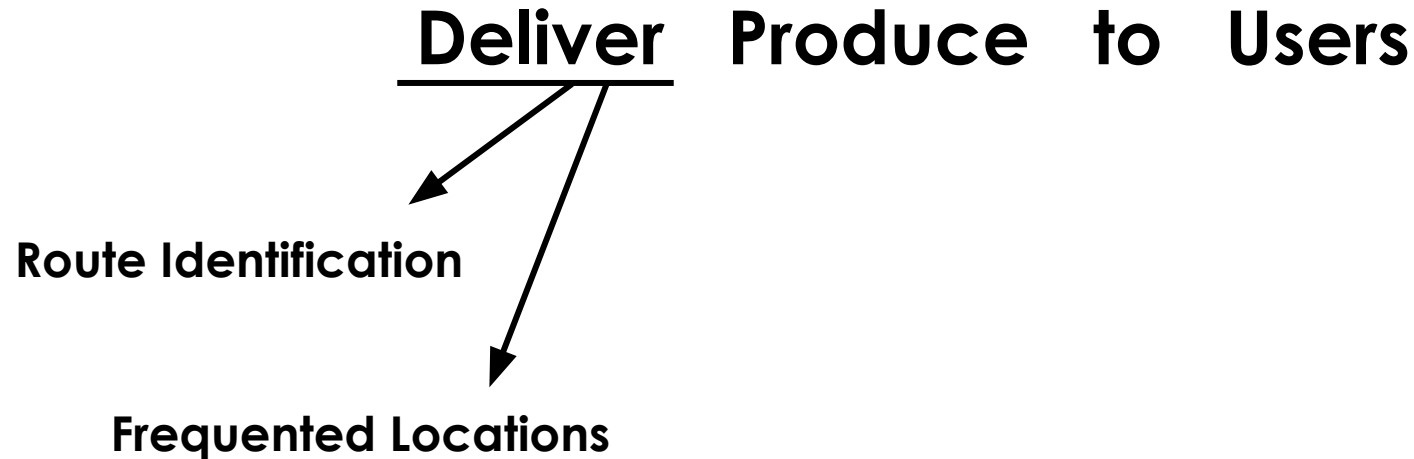 Deliver Produce to Users
Route Identification
Frequented Locations